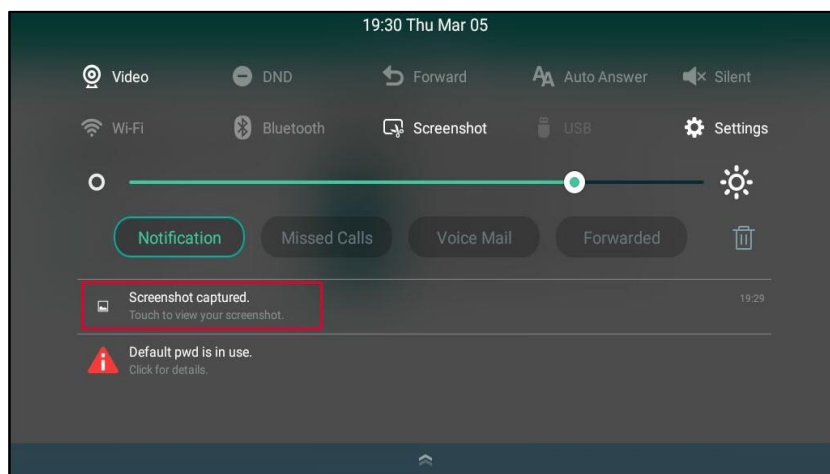 19:30 Thu Mar 05
Video DND Forward Auto Answer Silent
Wi-Fi Bluetooth Screenshot USB Settings
Notification Missed Calls Voice Mail Forwarded
Screenshot captured. 19:29
Touch to view your screenshot.
Default pwd is in use.
Click for details.